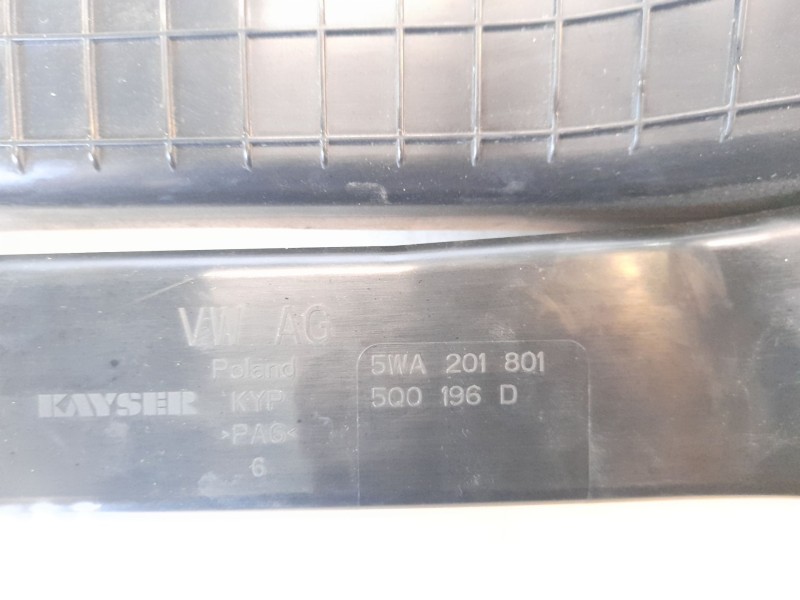 VW AG
Poland
KAYSER KYP
>PA6<
6
5WA 201 801
5Q0 196 D